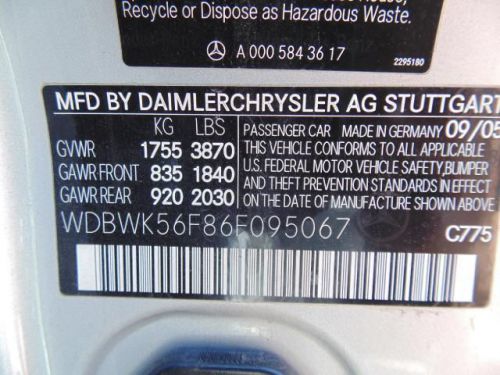 Recycle or Dispose as Hazardous Waste.
A 000 584 36 17
2295180
MFD BY DAIMLERCHRYSLER AG STUTTGART
KG LBS PASSENGER CAR MADE IN GERMANY 09/05
GVWR 1755 3870 THIS VEHICLE CONFORMS TO ALL APPLICABLE
GAWR FRONT 835 1840 U.S. FEDERAL MOTOR VEHICLE SAFETY, BUMPER
GAWR REAR 920 2030 AND THEFT PREVENTION STANDARDS IN EFFECT
ON THE DATE OF MANUFACTURE
WDBWK56F86F095067 C775